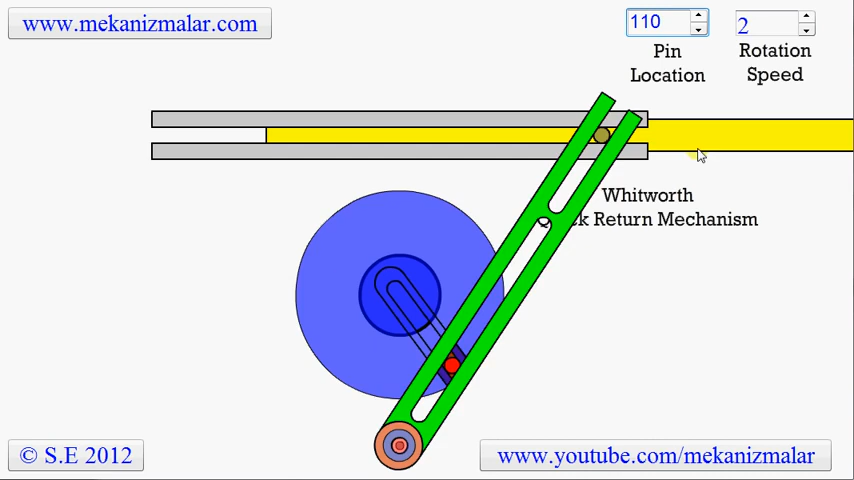 www.mekanizmalar.com
110
2
Pin
Location
Rotation
Speed
Whitworth
Return Mechanism
© S.E 2012
www.youtube.com/mekanizmalar